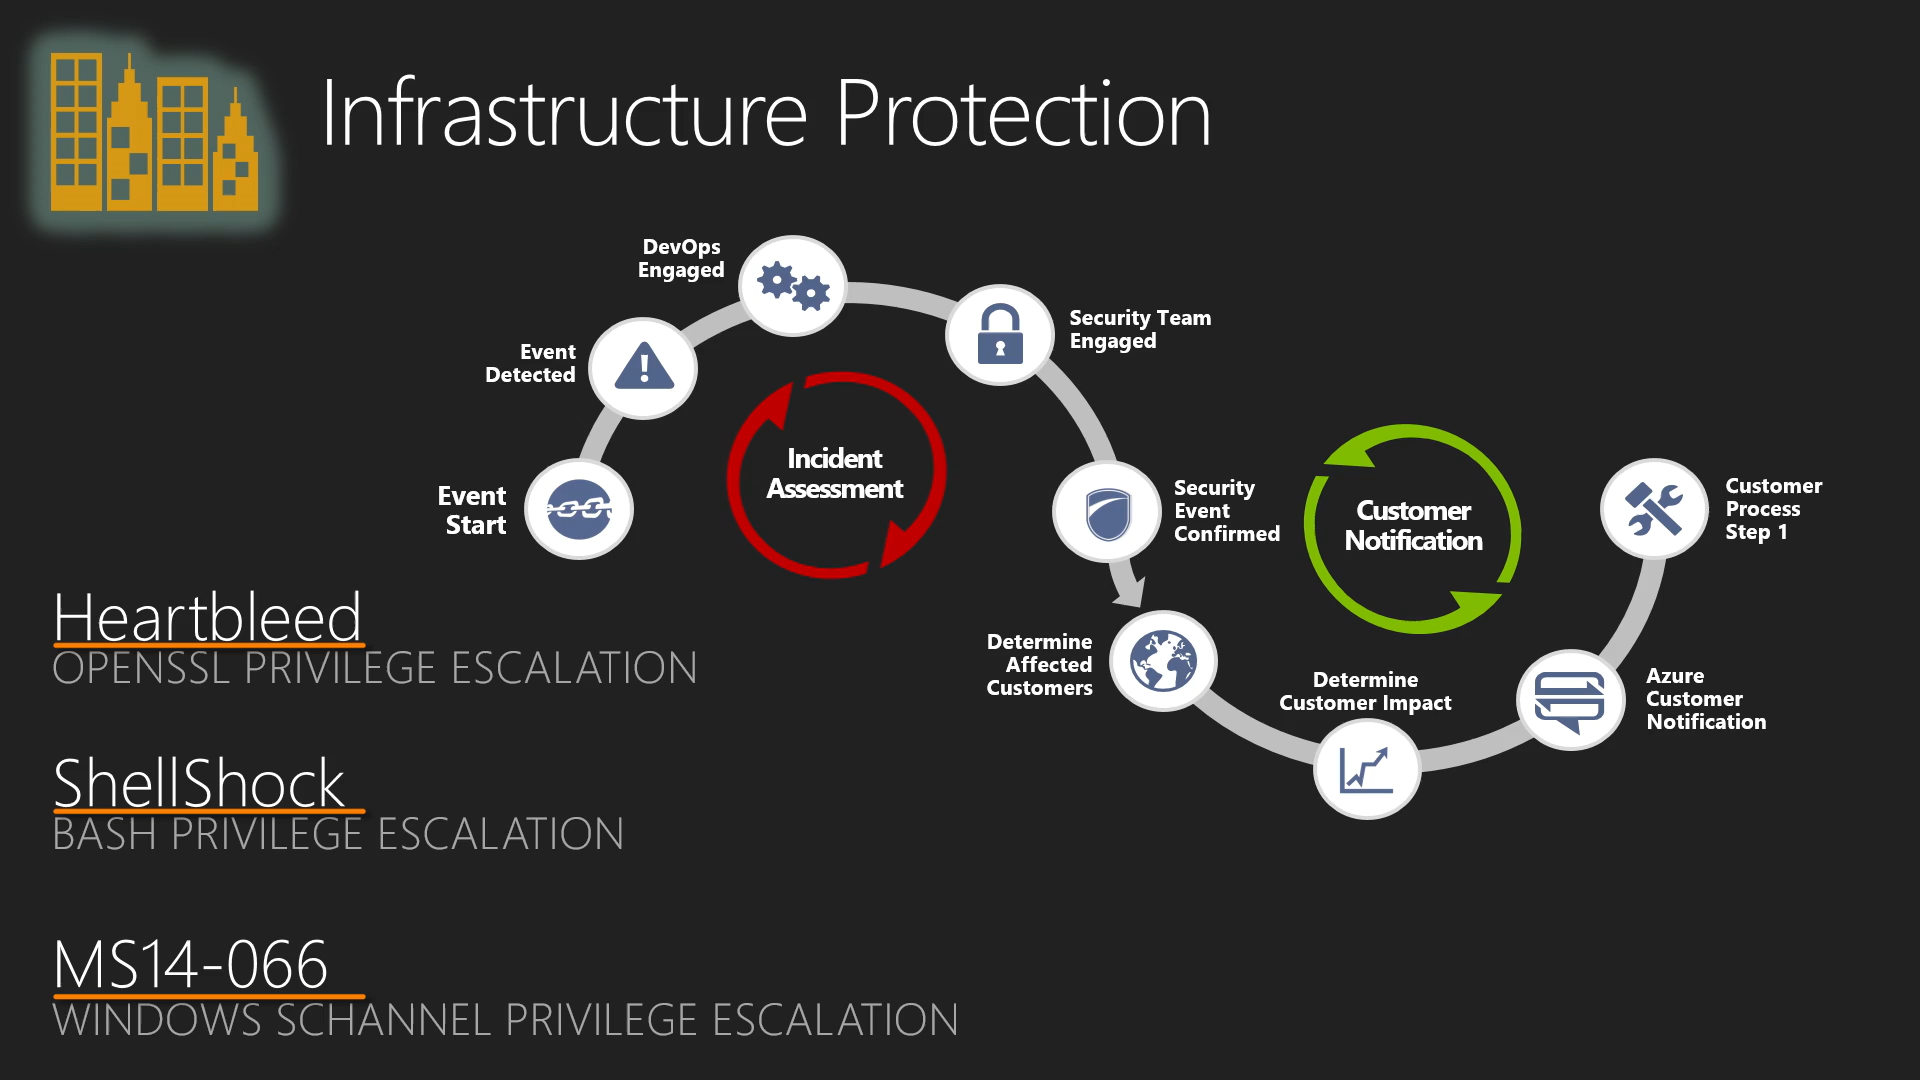 Infrastructure Protection
DevOps
Engaged
Security Team
Engaged
Event
Detected
Incident
Assessment
Event
Start
Security
Event
Confirmed
Customer
Notification
Customer
Process
Step 1
Heartbleed
OPENSSL PRIVILEGE ESCALATION
Determine
Affected
Customers
Determine
Customer Impact
Azure
Customer
Notification
ShellShock
BASH PRIVILEGE ESCALATION
MS14-066
WINDOWS SCHANNEL PRIVILEGE ESCALATION